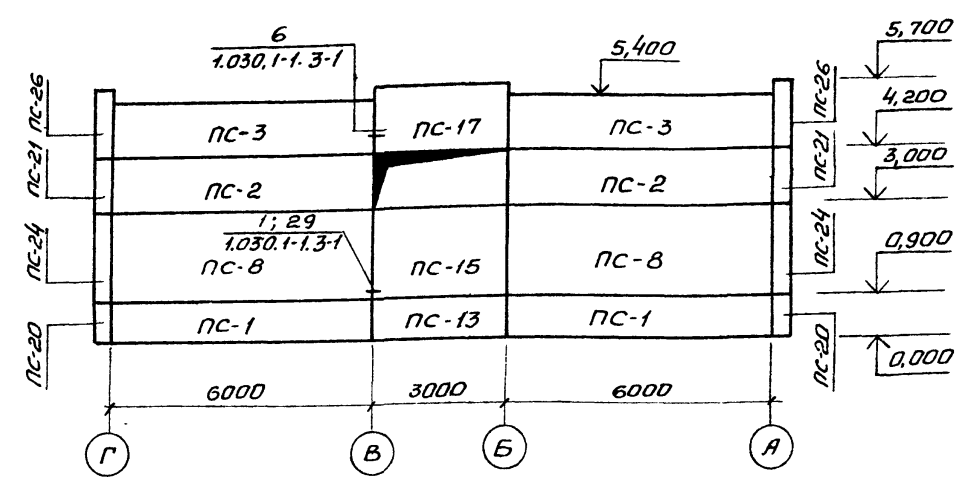 6
1.030.1-1.3-1
5,400
5,700
ПС-26
ПС-3
ПС-17
ПС-3
ПС-26
4,200
ПС-21
ПС-2
ПС-2
ПС-21
3,000
1; 29
1.030.1-1.3-1
ПС-24
ПС-8
ПС-15
ПС-8
ПС-24
0,900
ПС-20
ПС-1
ПС-13
ПС-1
ПС-20
0,000
6000
3000
6000
Г
В
Б
А